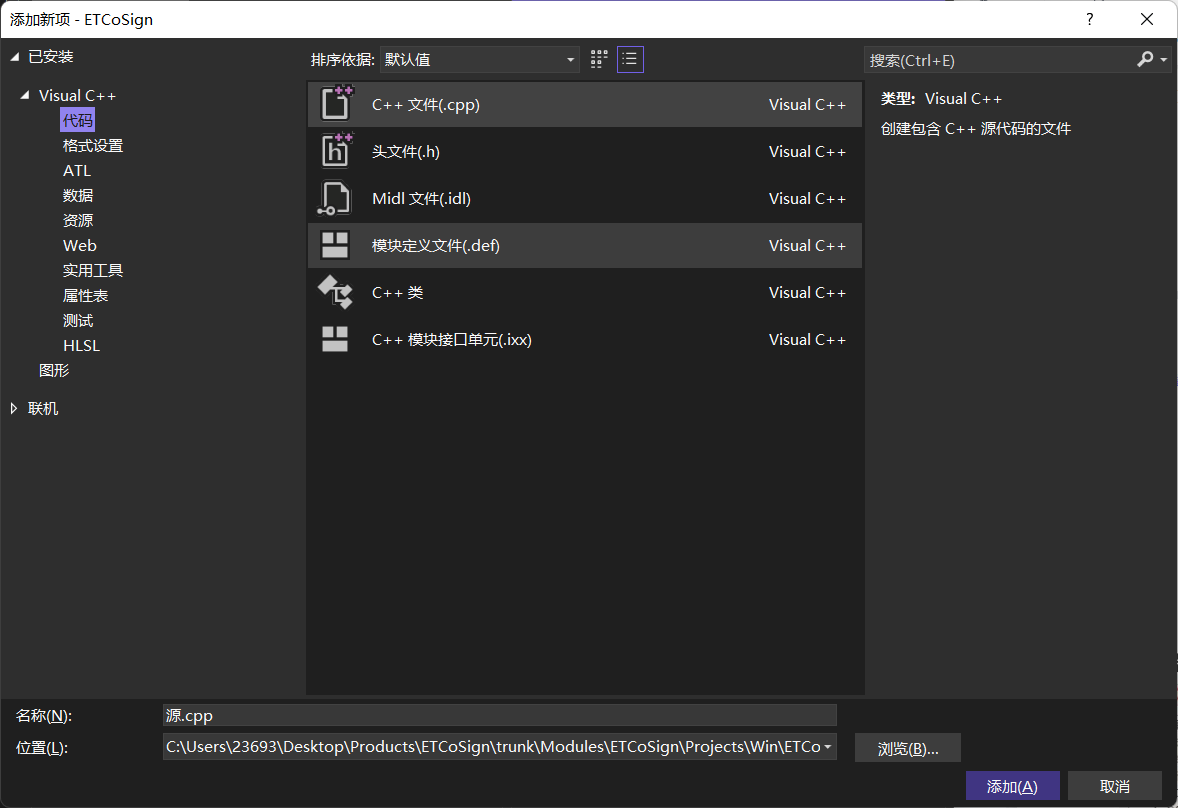 添加新项 - ETCoSign
?
已安装
Visual C++
代码
格式设置
ATL
数据
资源
Web
实用工具
属性表
测试
HLSL
图形
联机
排序依据: 默认值
C++ 文件(.cpp) Visual C++
头文件(.h) Visual C++
Midl 文件(.idl) Visual C++
模块定义文件(.def) Visual C++
C++ 类 Visual C++
C++ 模块接口单元(.ixx) Visual C++
搜索(Ctrl+E)
类型: Visual C++
创建包含 C++ 源代码的文件
名称(N): 源.cpp
位置(L): C:\Users\23693\Desktop\Products\ETCoSign\trunk\Modules\ETCoSign\Projects\Win\ETCo
浏览(B)...
添加(A) 取消